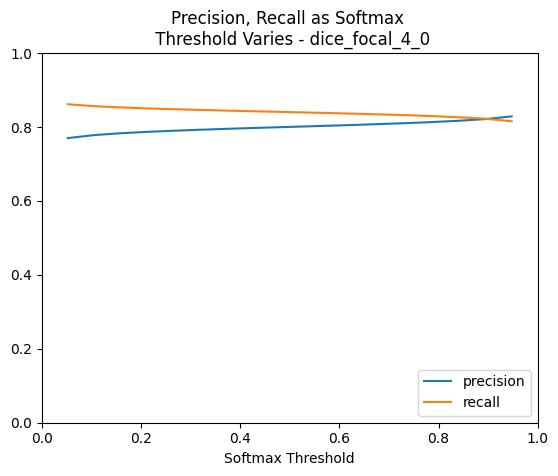 Precision, Recall as Softmax
Threshold Varies - dice_focal_4_0
1.0
0.8
0.6
0.4
0.2
0.0
precision
recall
0.0 0.2 0.4 0.6 0.8 1.0
Softmax Threshold